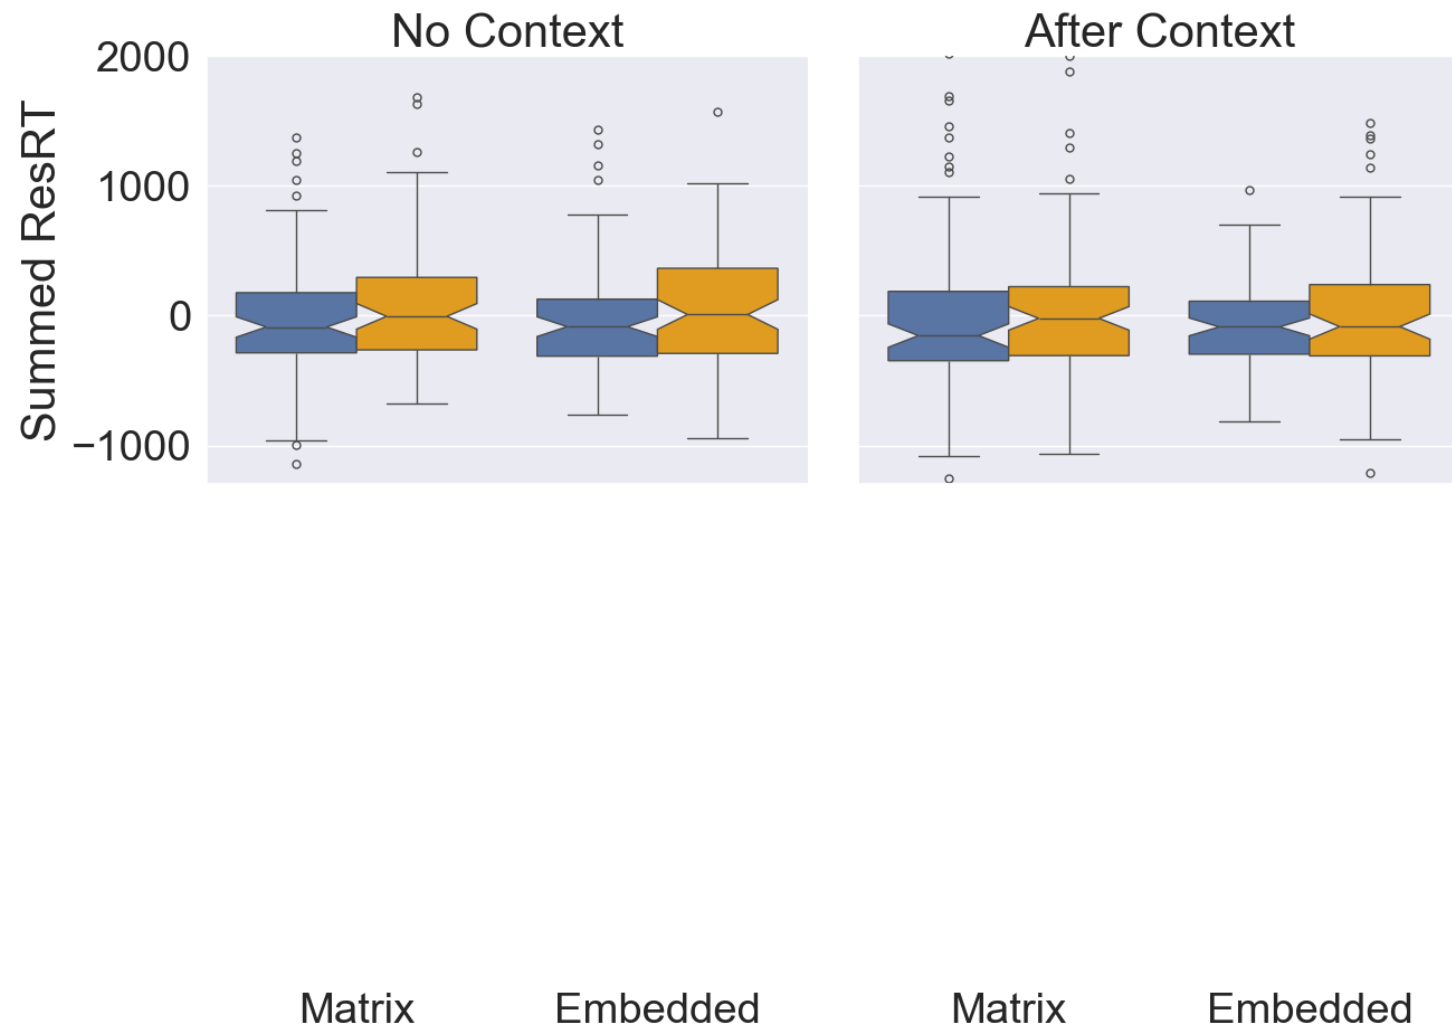 No Context
After Context
Summed ResRT
2000
1000
0
−1000
Matrix
Embedded
Matrix
Embedded